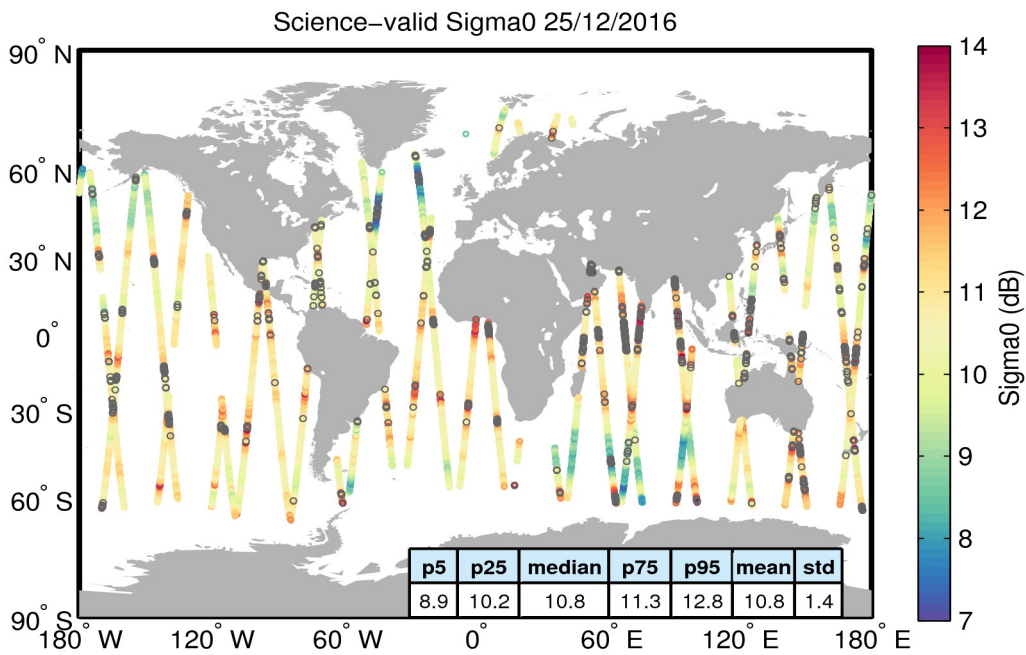 Science−valid Sigma0 25/12/2016
90° N
60° N
30° N
0°
30° S
60° S
90° S
180° W
120° W
60° W
0°
60° E
120° E
180° E
14
13
12
11
10
9
8
7
Sigma0 (dB)
p5 p25 median p75 p95 mean std
8.9 10.2 10.8 11.3 12.8 10.8 1.4